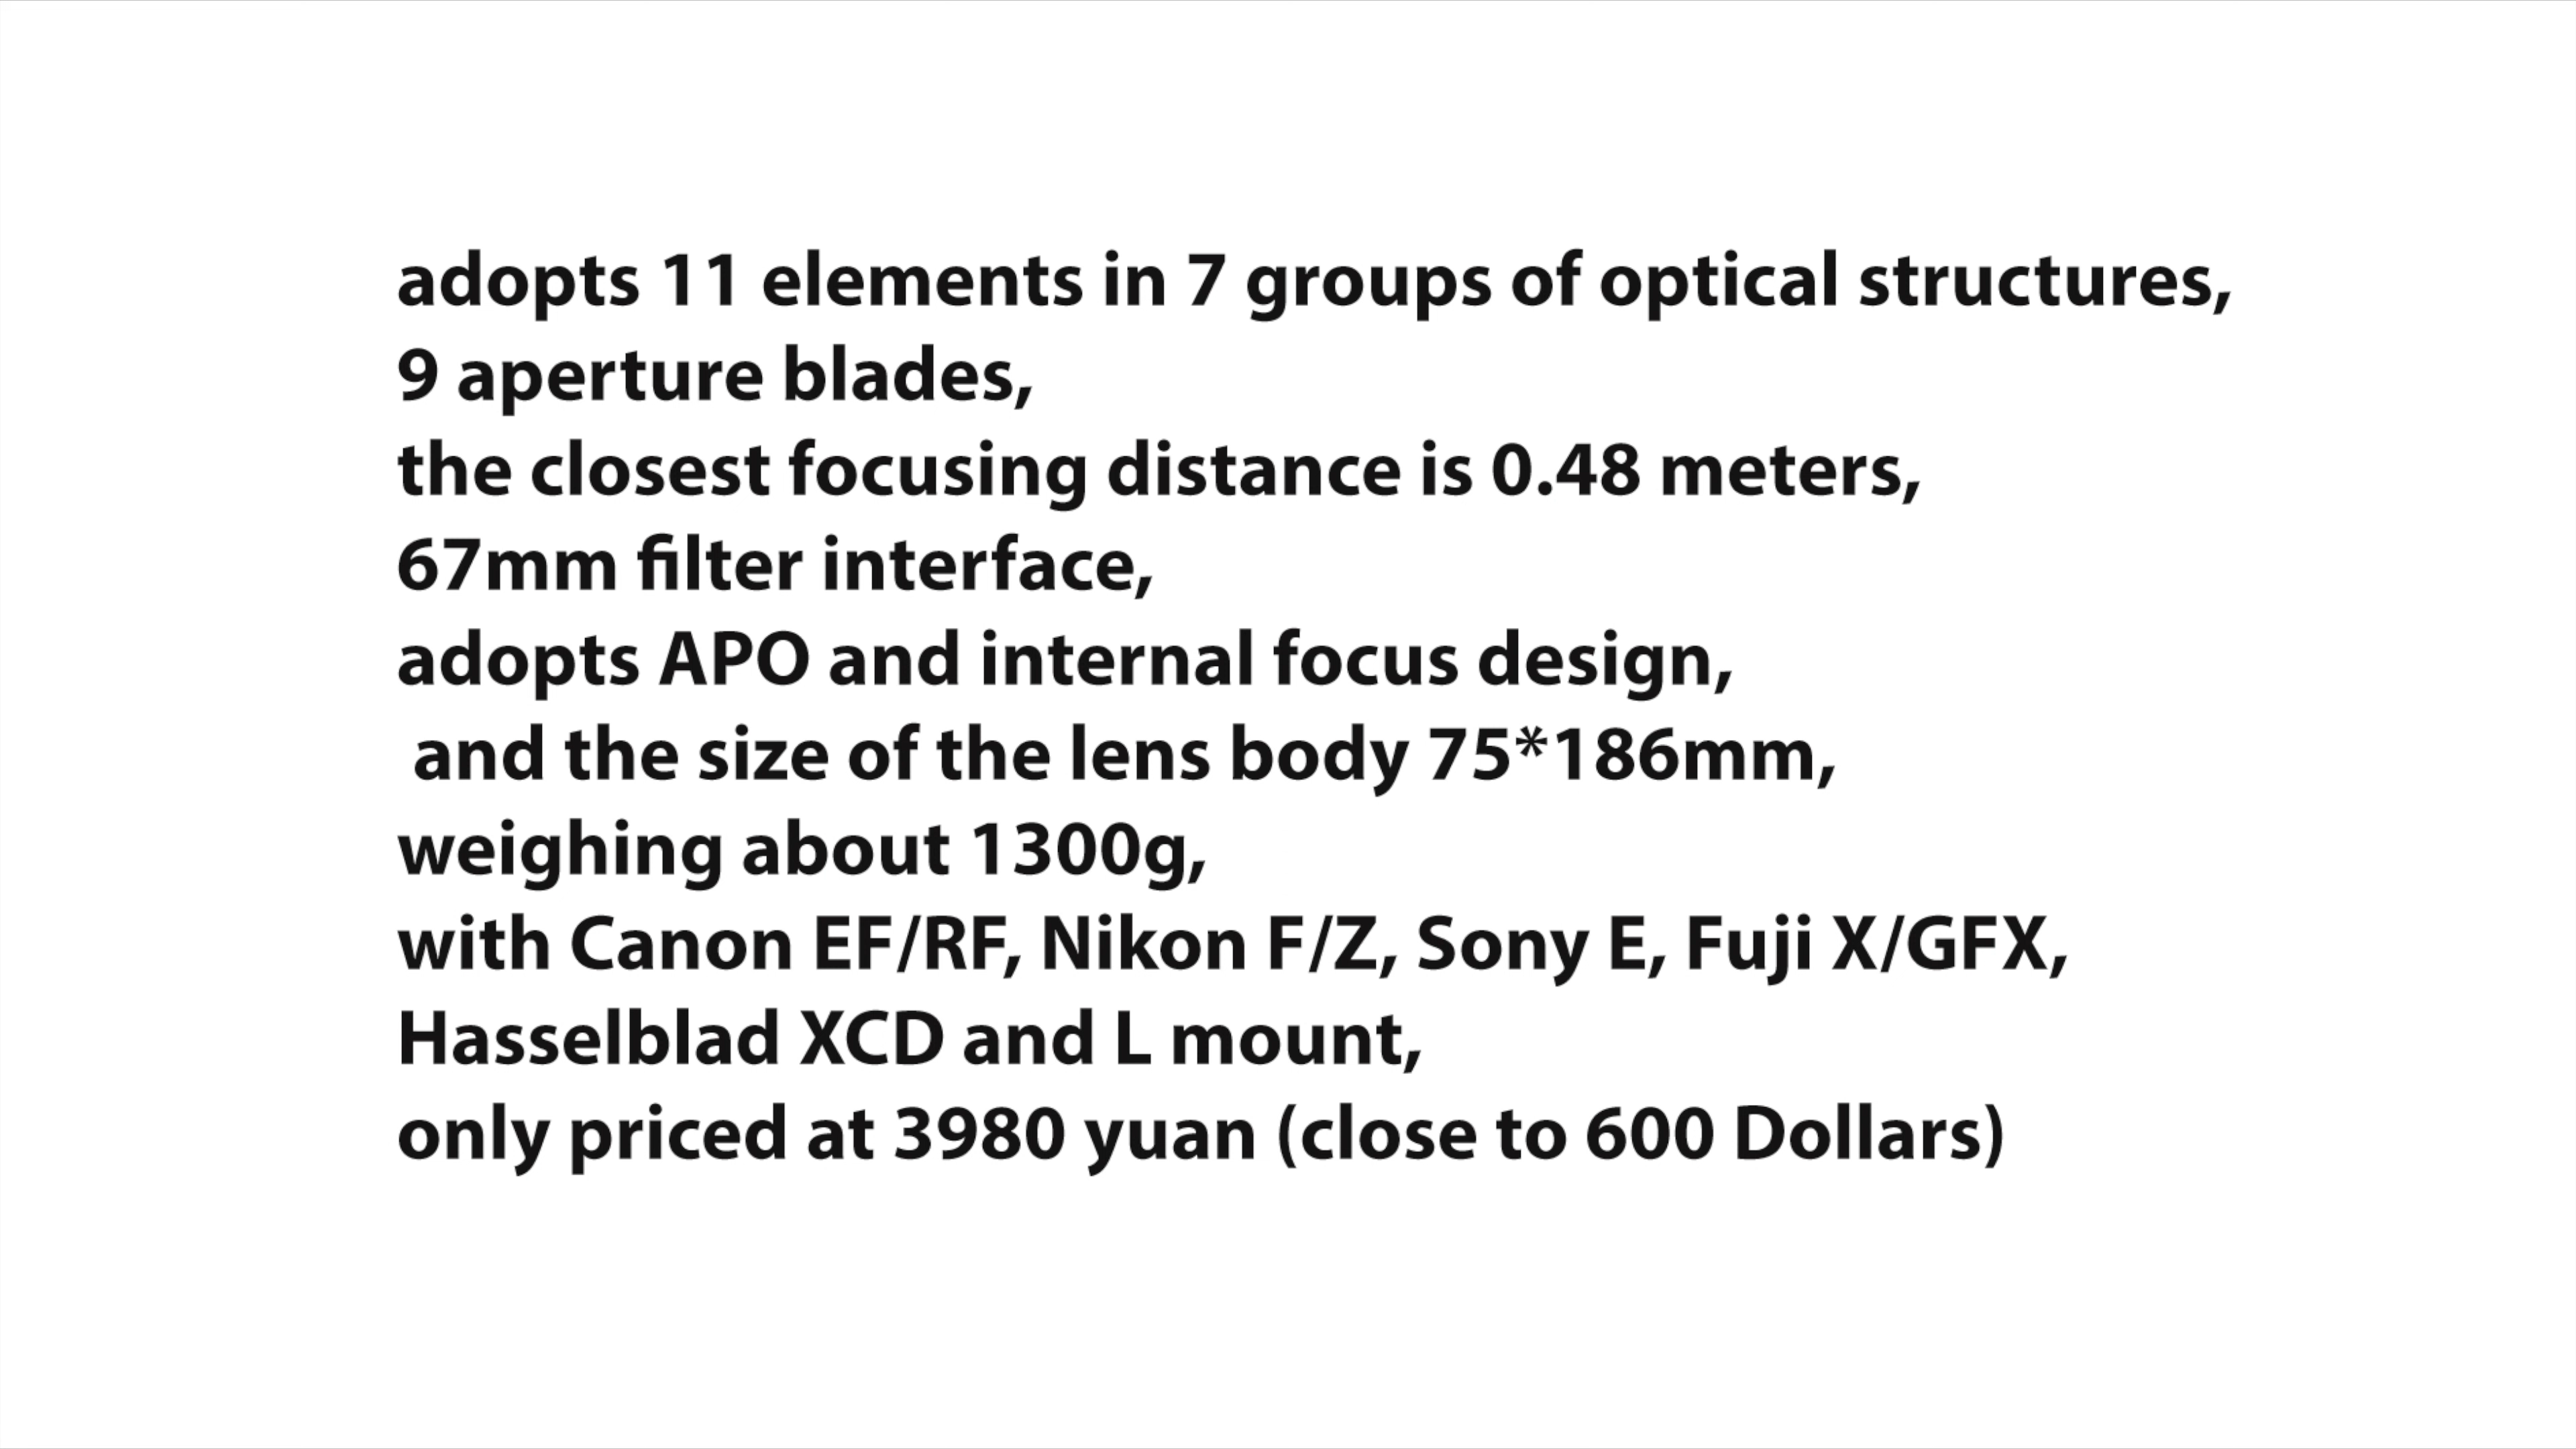 adopts 11 elements in 7 groups of optical structures,
9 aperture blades,
the closest focusing distance is 0.48 meters,
67mm filter interface,
adopts APO and internal focus design,
and the size of the lens body 75*186mm,
weighing about 1300g,
with Canon EF/RF, Nikon F/Z, Sony E, Fuji X/GFX,
Hasselblad XCD and L mount,
only priced at 3980 yuan (close to 600 Dollars)